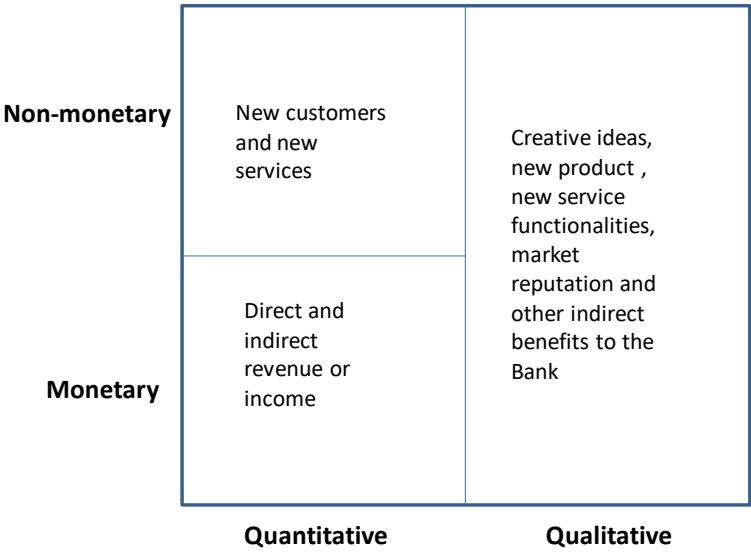 Non-monetary
New customers
and new
services
Creative ideas,
new product ,
new service
functionalities,
market
reputation and
other indirect
benefits to the
Bank
Monetary
Direct and
indirect
revenue or
income
Quantitative
Qualitative